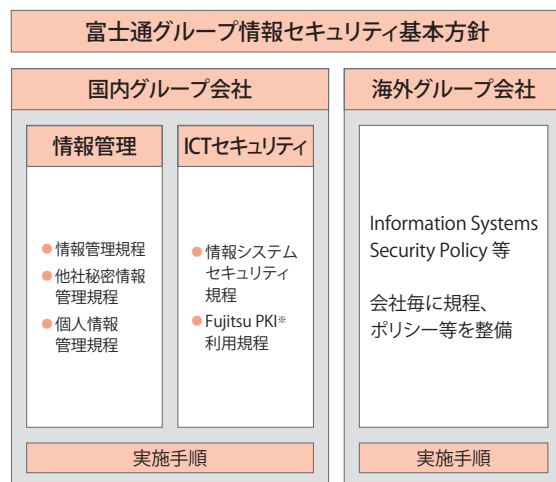 富士通グループ情報セキュリティ基本方針
国内グループ会社
情報管理
●情報管理規程
●他社秘密情報
管理規程
●個人情報
管理規程
ICTセキュリティ
●情報システム
セキュリティ
規程
●Fujitsu PKI※
利用規程
実施手順
海外グループ会社
Information Systems
Security Policy 等
会社毎に規程、
ポリシー等を整備
実施手順